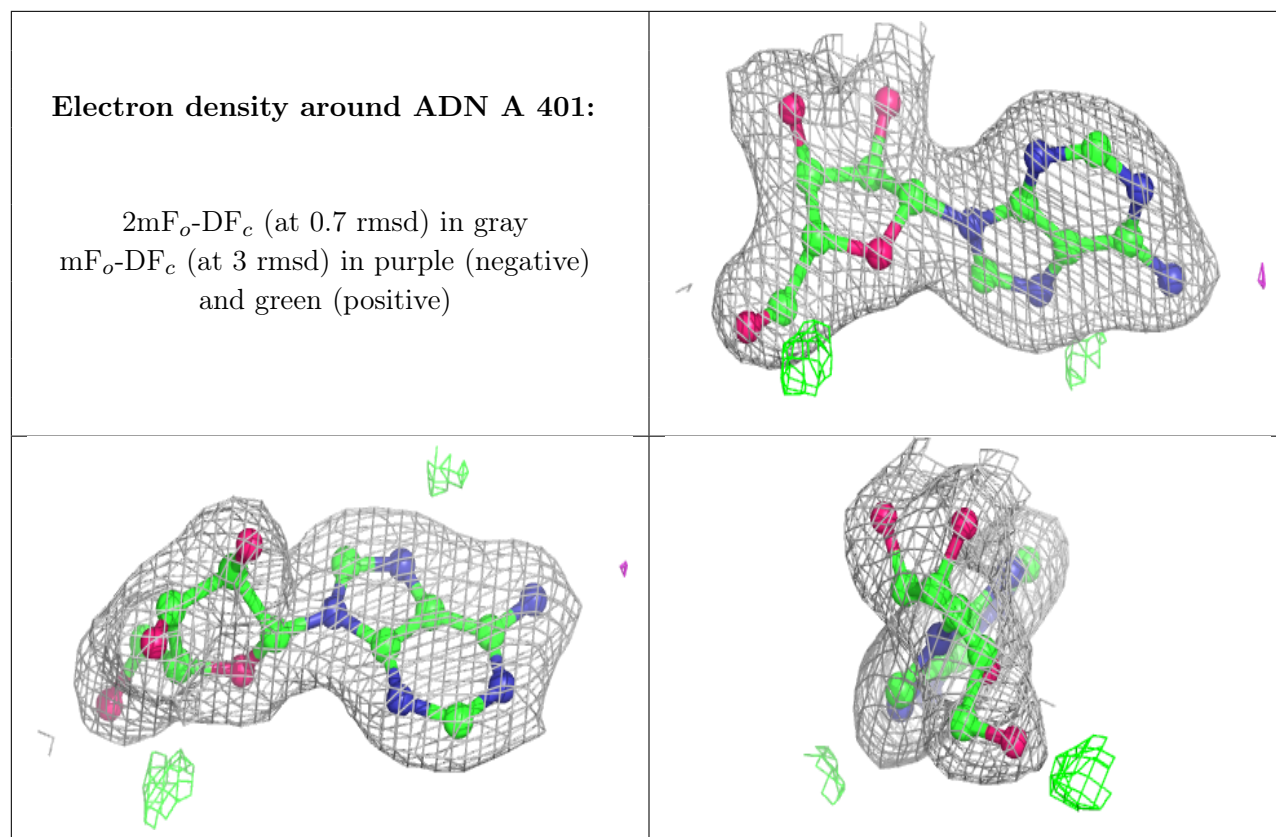 Electron density around ADN A 401:
2mFo-DFc (at 0.7 rmsd) in gray
mFo-DFc (at 3 rmsd) in purple (negative)
and green (positive)